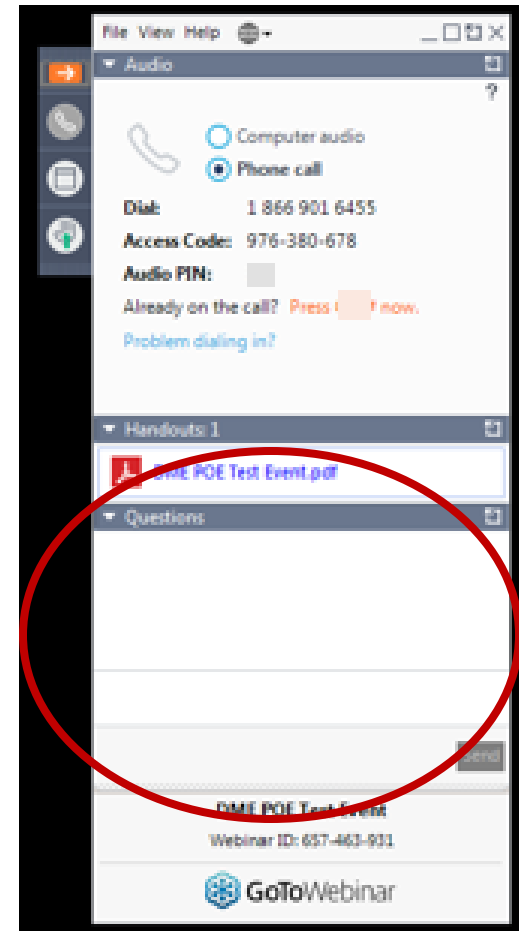 File View Help
Audio
?
Computer audio
Phone call
Dial: 1 866 901 6455
Access Code: 976-380-678
Audio PIN:
Already on the call? Press now.
Problem dialing in?
Handouts: 1
DME POE Test Event.pdf
Questions
Send
DME POE Test Event
Webinar ID: 657-463-931
GoToWebinar